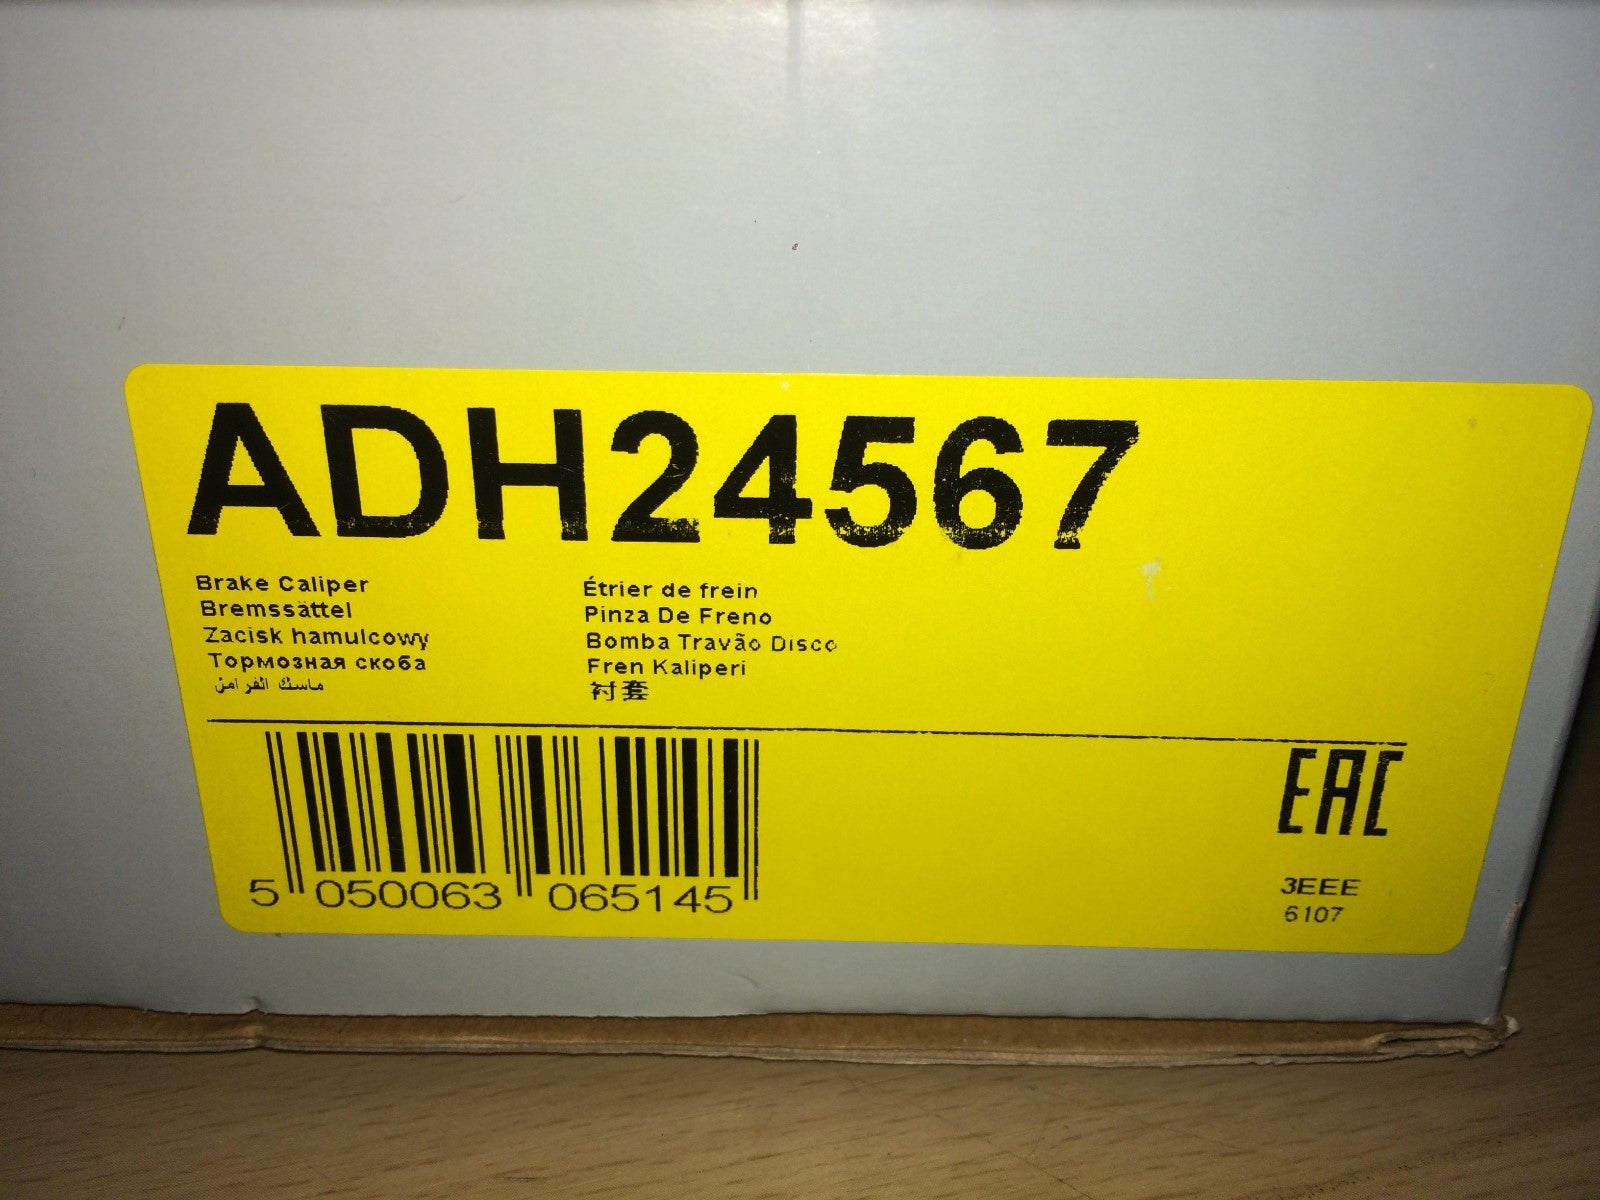 ADH24567
Brake Caliper
Bremssättel
Zacisk hamulcowy
Тормозная скоба
ماسك الفرامل
Étrier de frein
Pinza De Freno
Bomba Travão Disco
Fren Kaliperi
衬套
EAC
5 050063 065145
3EEE
6107